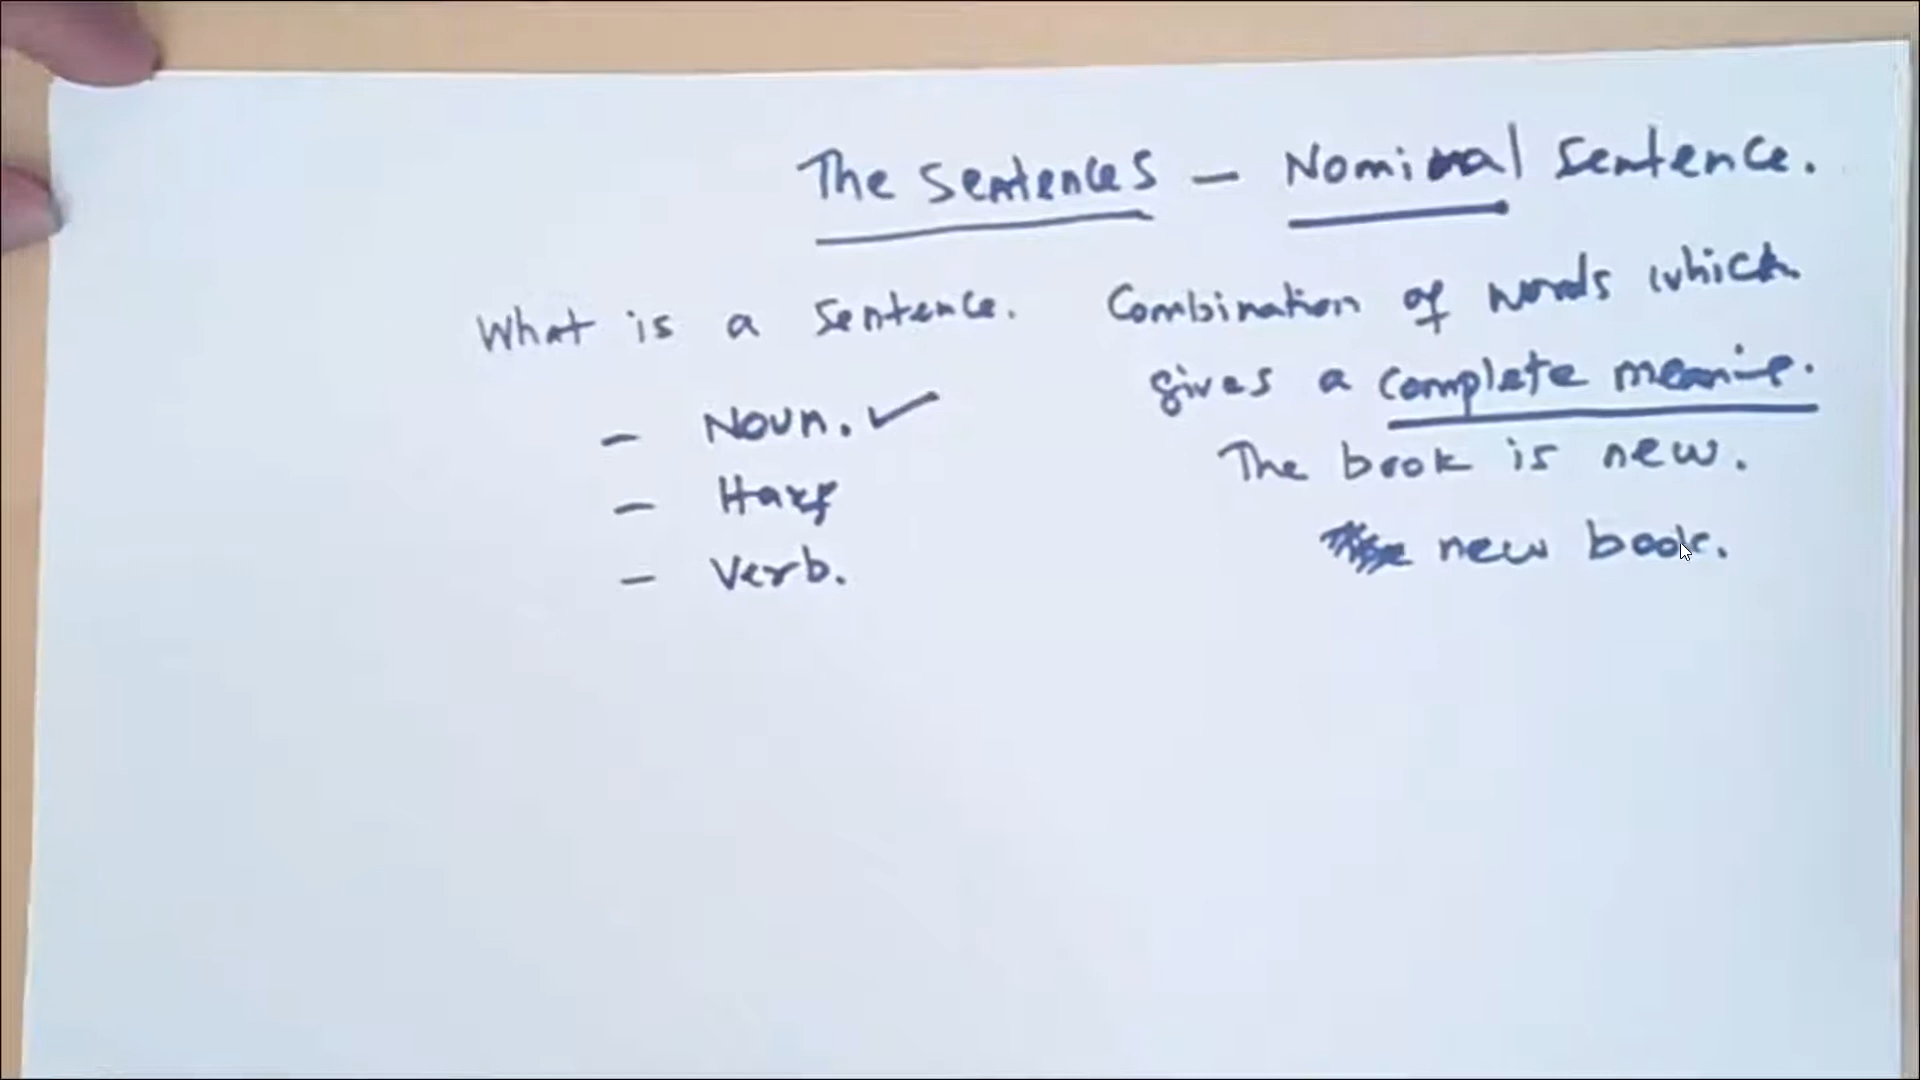 The Sentences - Nominal Sentence.
What is a Sentence. Combination of words which
gives a complete meaning.
- Noun. ✓
The book is new.
- Harf
new book.
- Verb.